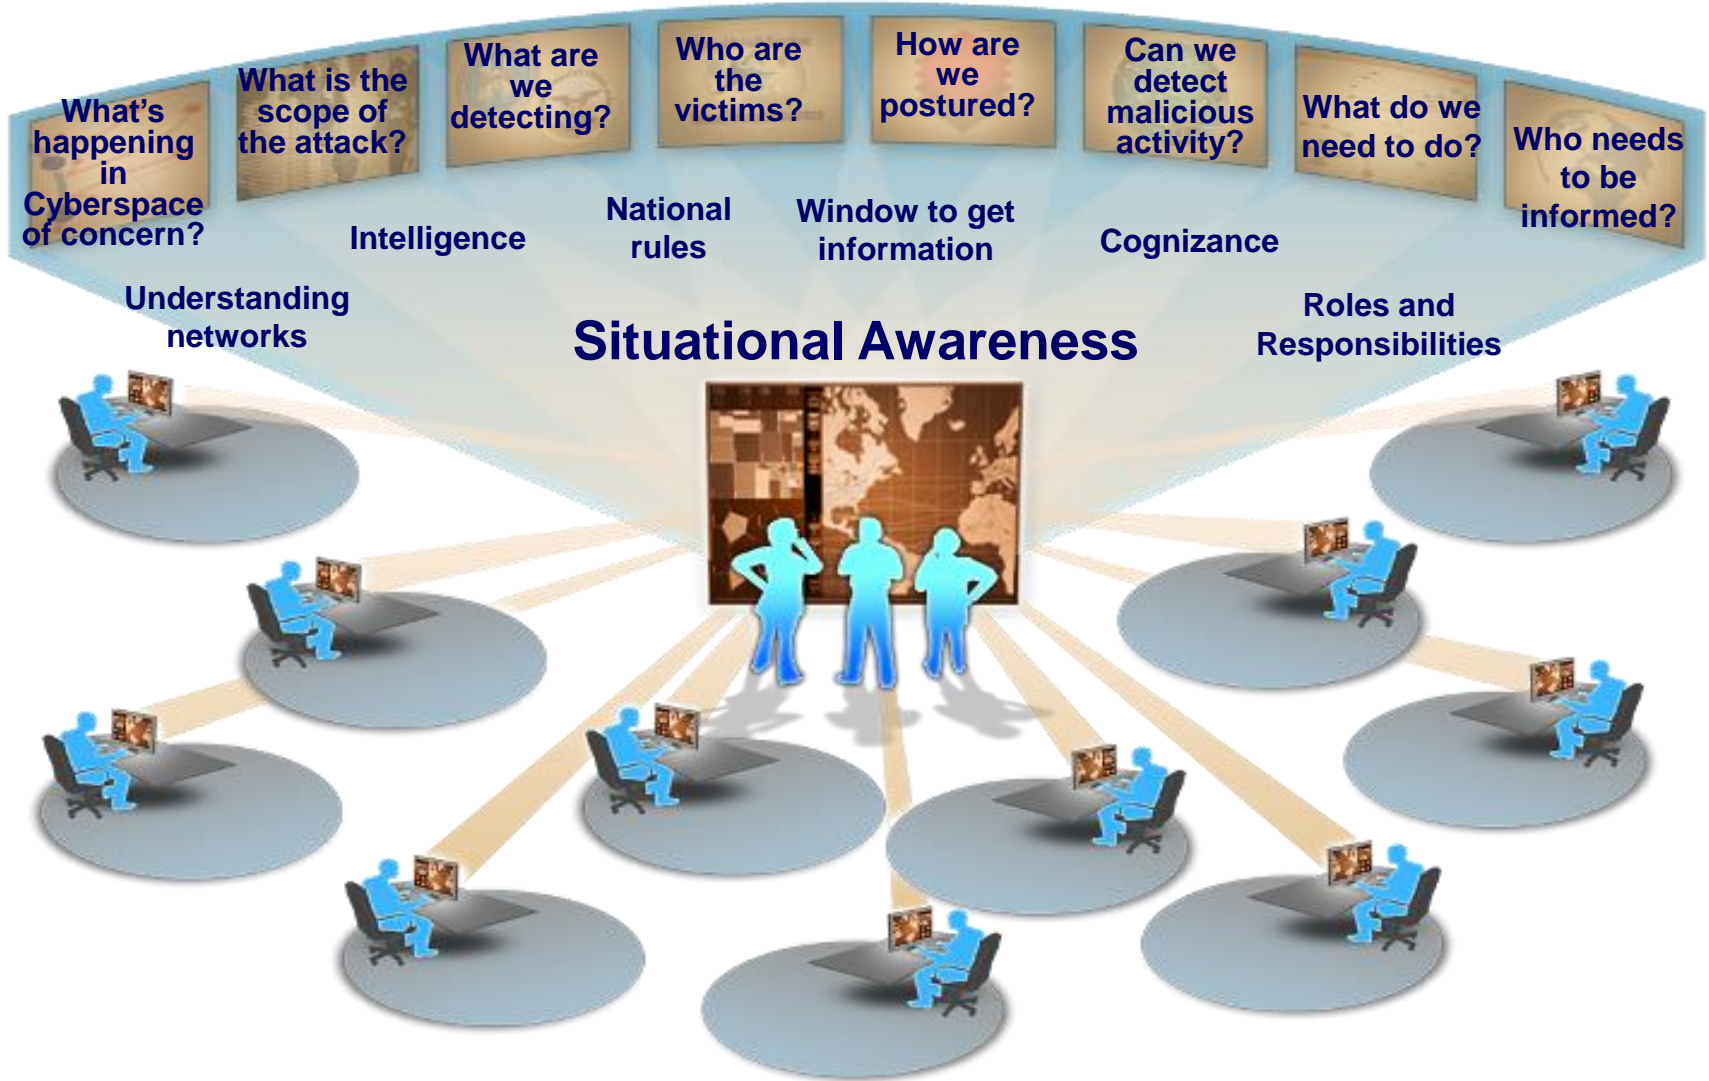 What's
happening
in
Cyberspace
of concern?
What is the
scope of
the attack?
What are
we
detecting?
Who are
the
victims?
How are
we
postured?
Can we
detect
malicious
activity?
What do we
need to do?
Who needs
to be
informed?
Understanding
networks
Intelligence
National
rules
Window to get
information
Cognizance
Roles and
Responsibilities
Situational Awareness